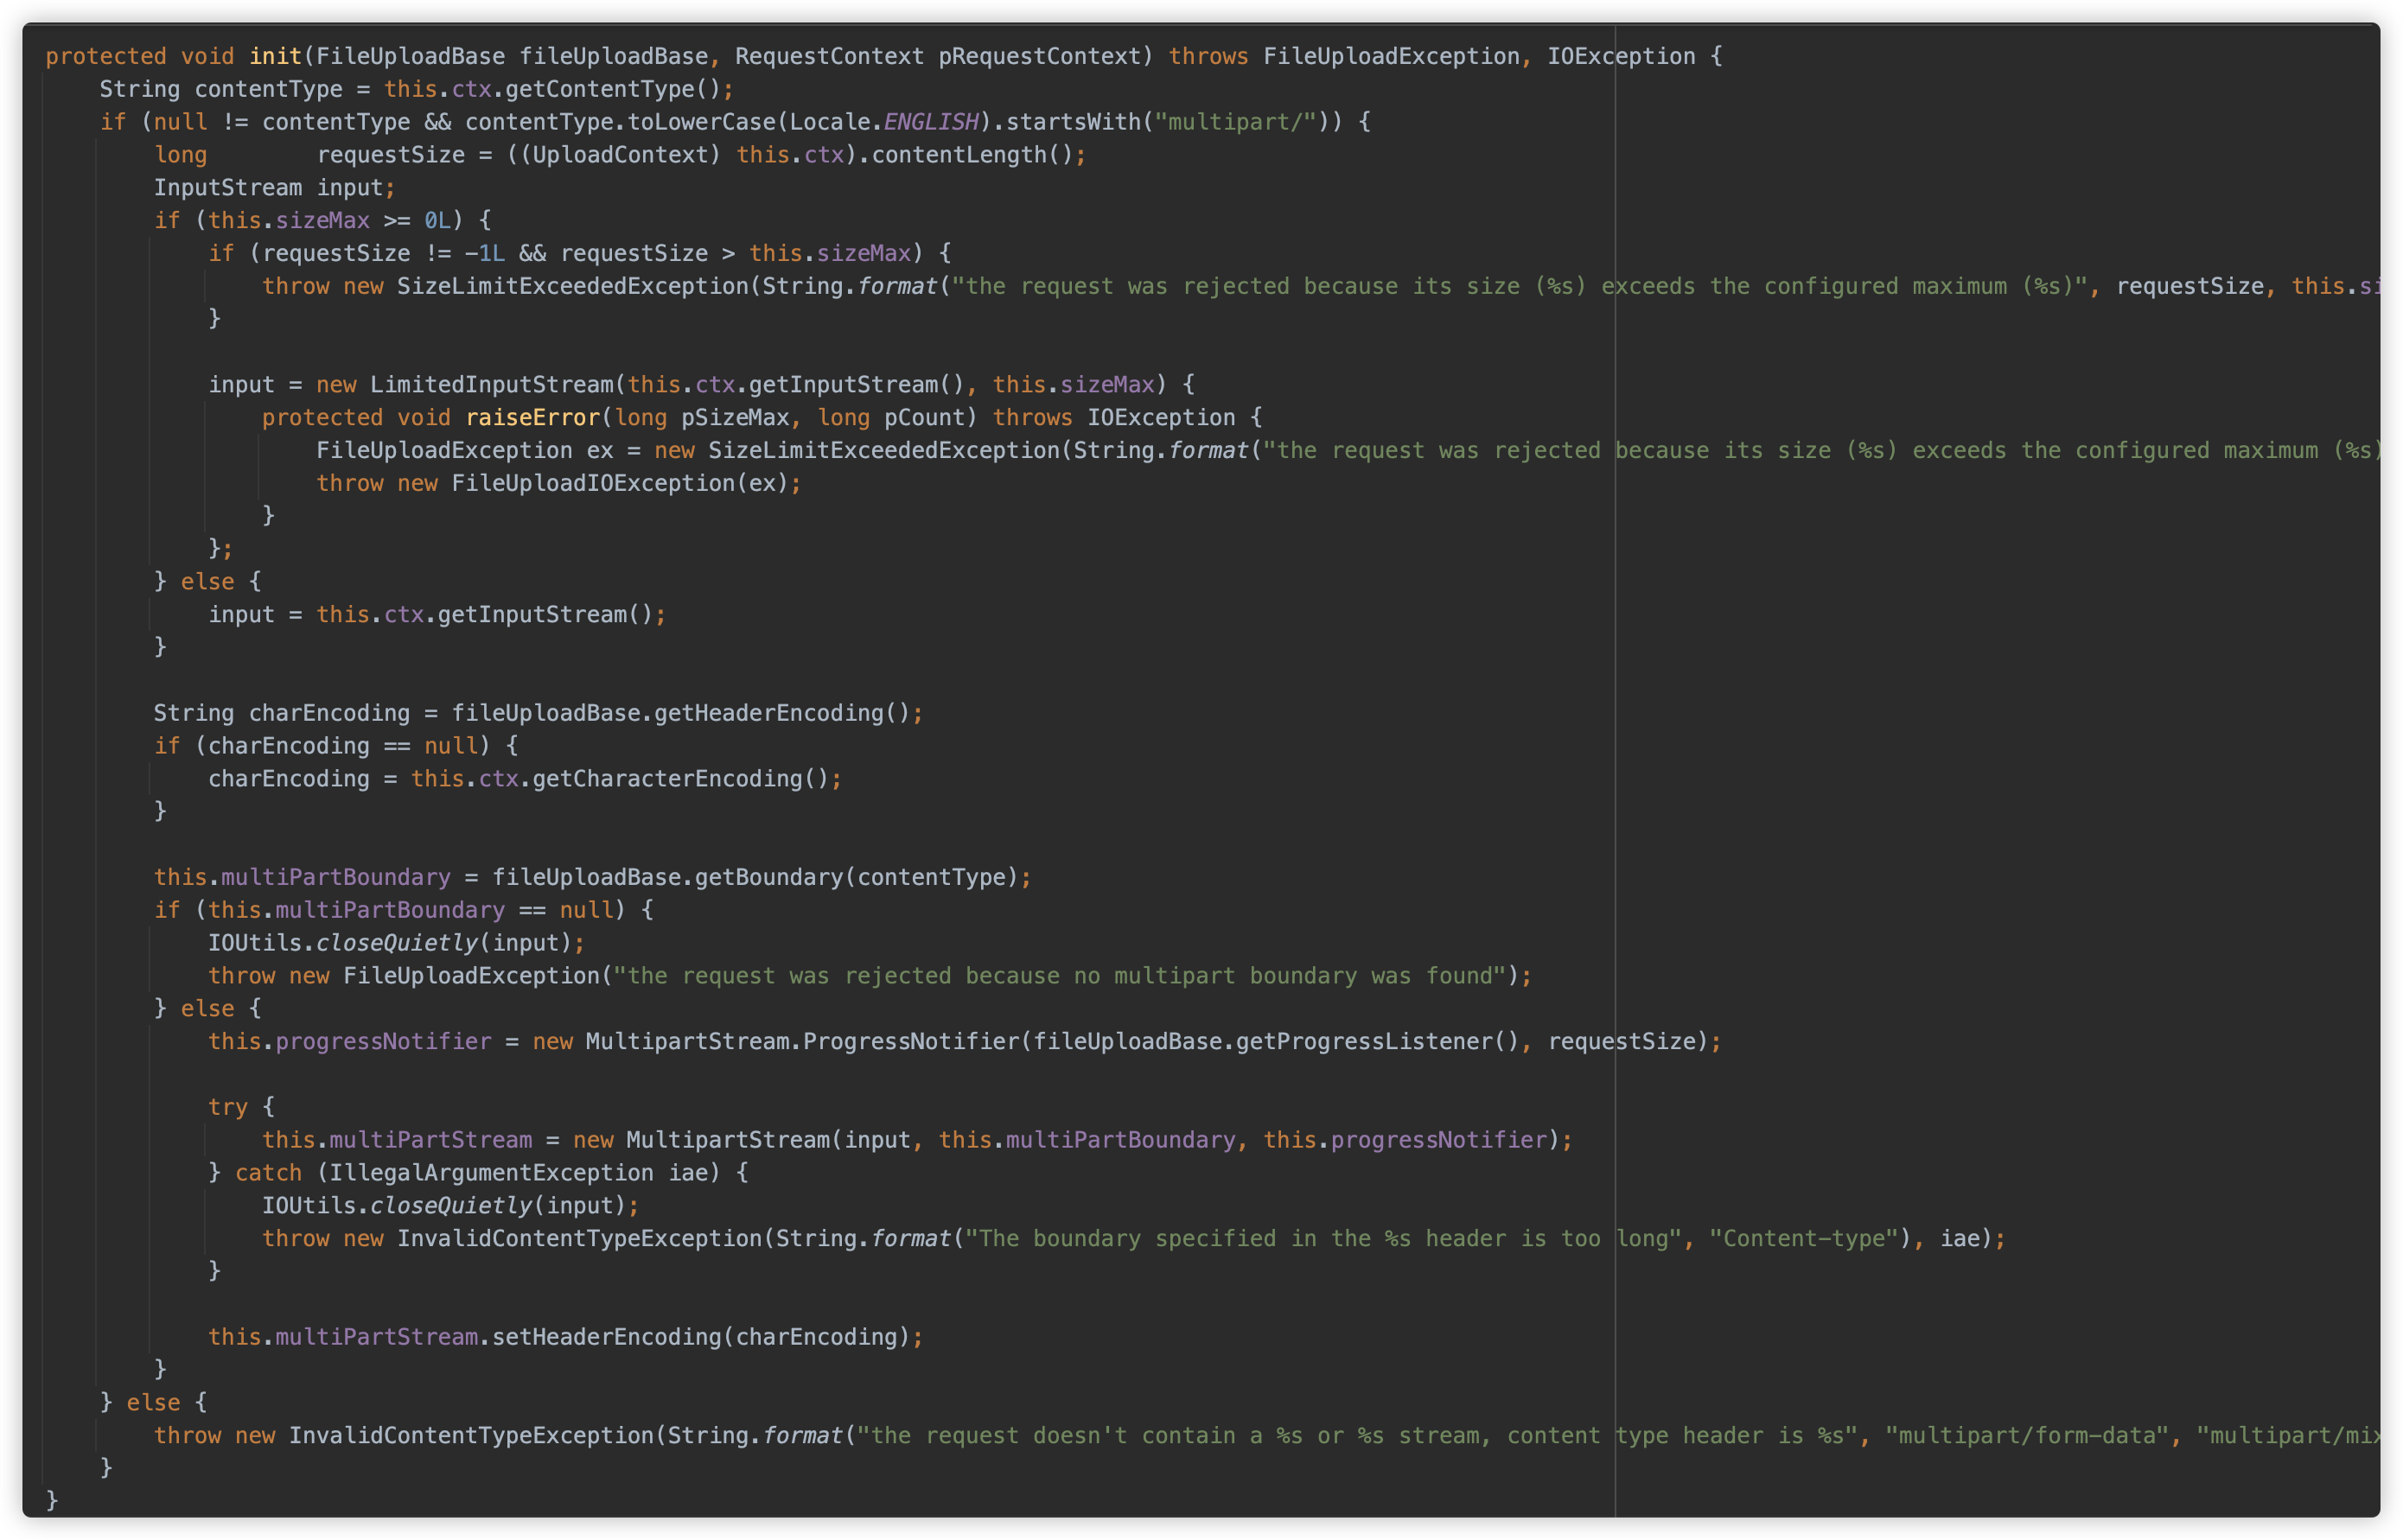 protected void init(FileUploadBase fileUploadBase, RequestContext pRequestContext) throws FileUploadException, IOException {
    String contentType = this.ctx.getContentType();
    if (null != contentType && contentType.toLowerCase(Locale.ENGLISH).startsWith("multipart/")) {
        long        requestSize = ((UploadContext) this.ctx).contentLength();
        InputStream input;
        if (this.sizeMax >= 0L) {
            if (requestSize != -1L && requestSize > this.sizeMax) {
                throw new SizeLimitExceededException(String.format("the request was rejected because its size (%s) exceeds the configured maximum (%s)", requestSize, this.si
            }

            input = new LimitedInputStream(this.ctx.getInputStream(), this.sizeMax) {
                protected void raiseError(long pSizeMax, long pCount) throws IOException {
                    FileUploadException ex = new SizeLimitExceededException(String.format("the request was rejected because its size (%s) exceeds the configured maximum (%s)
                    throw new FileUploadIOException(ex);
                }
            };
        } else {
            input = this.ctx.getInputStream();
        }

        String charEncoding = fileUploadBase.getHeaderEncoding();
        if (charEncoding == null) {
            charEncoding = this.ctx.getCharacterEncoding();
        }

        this.multiPartBoundary = fileUploadBase.getBoundary(contentType);
        if (this.multiPartBoundary == null) {
            IOUtils.closeQuietly(input);
            throw new FileUploadException("the request was rejected because no multipart boundary was found");
        } else {
            this.progressNotifier = new MultipartStream.ProgressNotifier(fileUploadBase.getProgressListener(), requestSize);

            try {
                this.multiPartStream = new MultipartStream(input, this.multiPartBoundary, this.progressNotifier);
            } catch (IllegalArgumentException iae) {
                IOUtils.closeQuietly(input);
                throw new InvalidContentTypeException(String.format("The boundary specified in the %s header is too long", "Content-type"), iae);
            }

            this.multiPartStream.setHeaderEncoding(charEncoding);
        }
    } else {
        throw new InvalidContentTypeException(String.format("the request doesn't contain a %s or %s stream, content type header is %s", "multipart/form-data", "multipart/mix
    }
}